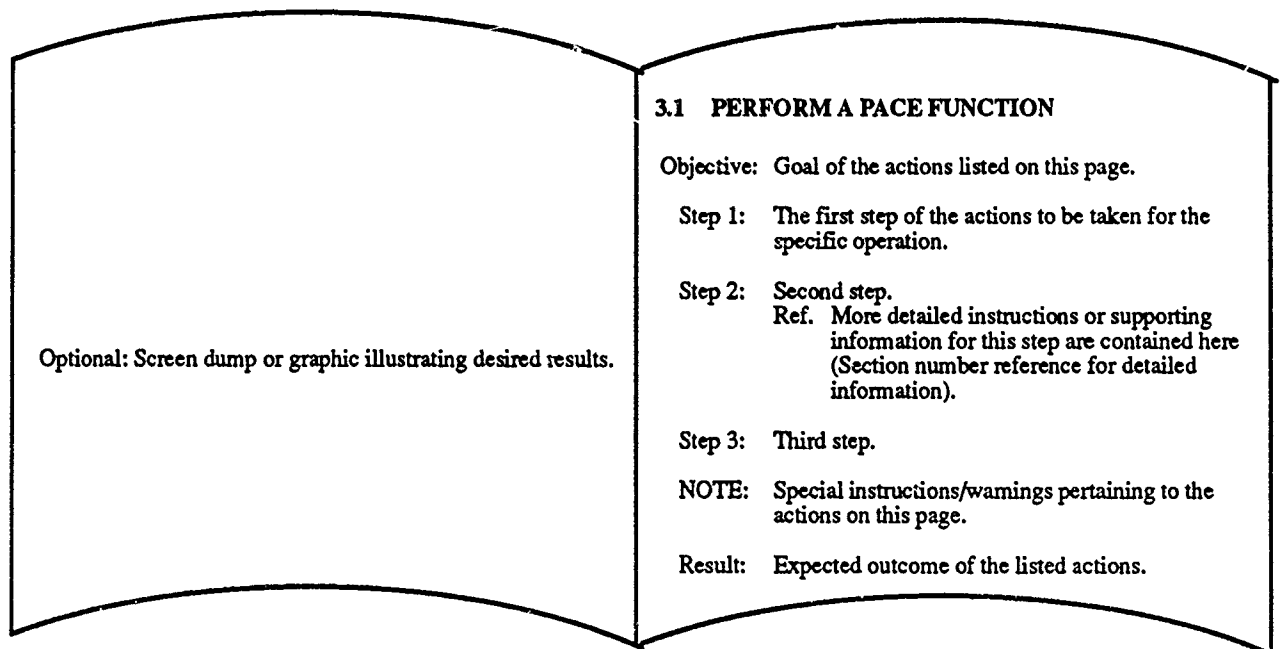 Optional: Screen dump or graphic illustrating desired results.
3.1 PERFORM A PACE FUNCTION
Objective: Goal of the actions listed on this page.
Step 1: The first step of the actions to be taken for the
specific operation.
Step 2: Second step.
Ref. More detailed instructions or supporting
information for this step are contained here
(Section number reference for detailed
information).
Step 3: Third step.
NOTE: Special instructions/warnings pertaining to the
actions on this page.
Result: Expected outcome of the listed actions.